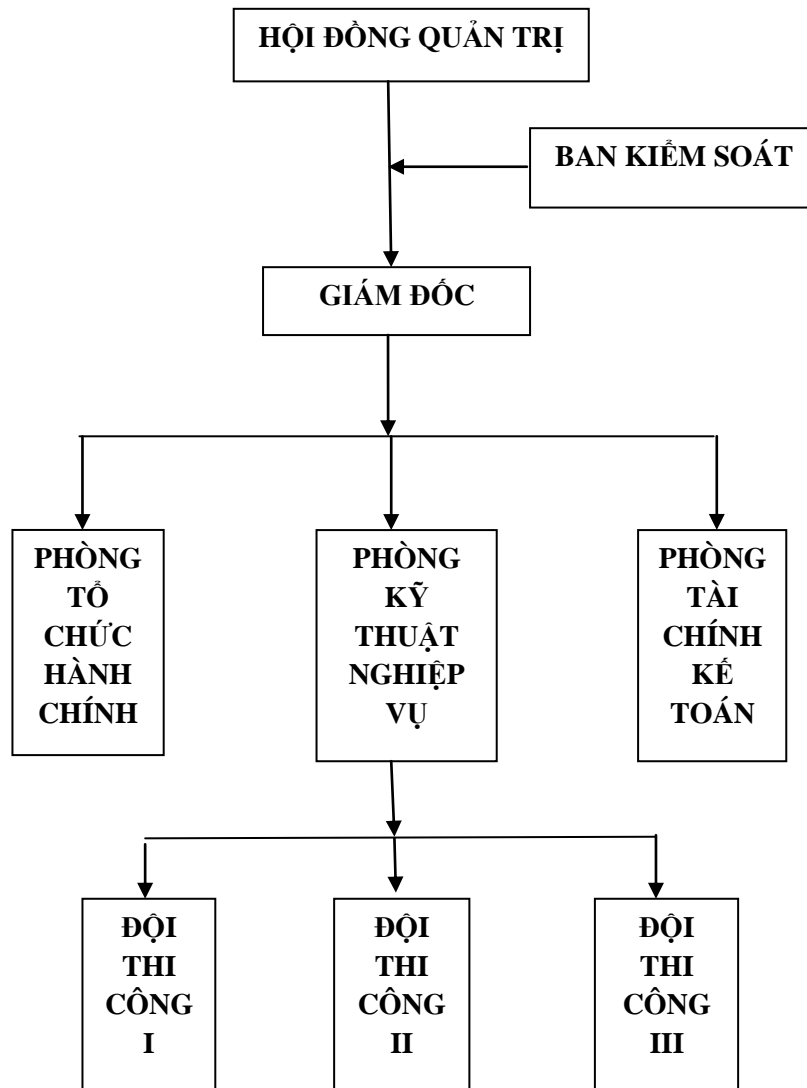 HỘI ĐỒNG QUẢN TRỊ
BAN KIỂM SOÁT
GIÁM ĐỐC
PHÒNG
TỔ
CHỨC
HÀNH
CHÍNH
PHÒNG
KỸ
THUẬT
NGHIỆP
VỤ
PHÒNG
TÀI
CHÍNH
KẾ
TOÁN
ĐỘI
THI
CÔNG
I
ĐỘI
THI
CÔNG
II
ĐỘI
THI
CÔNG
III